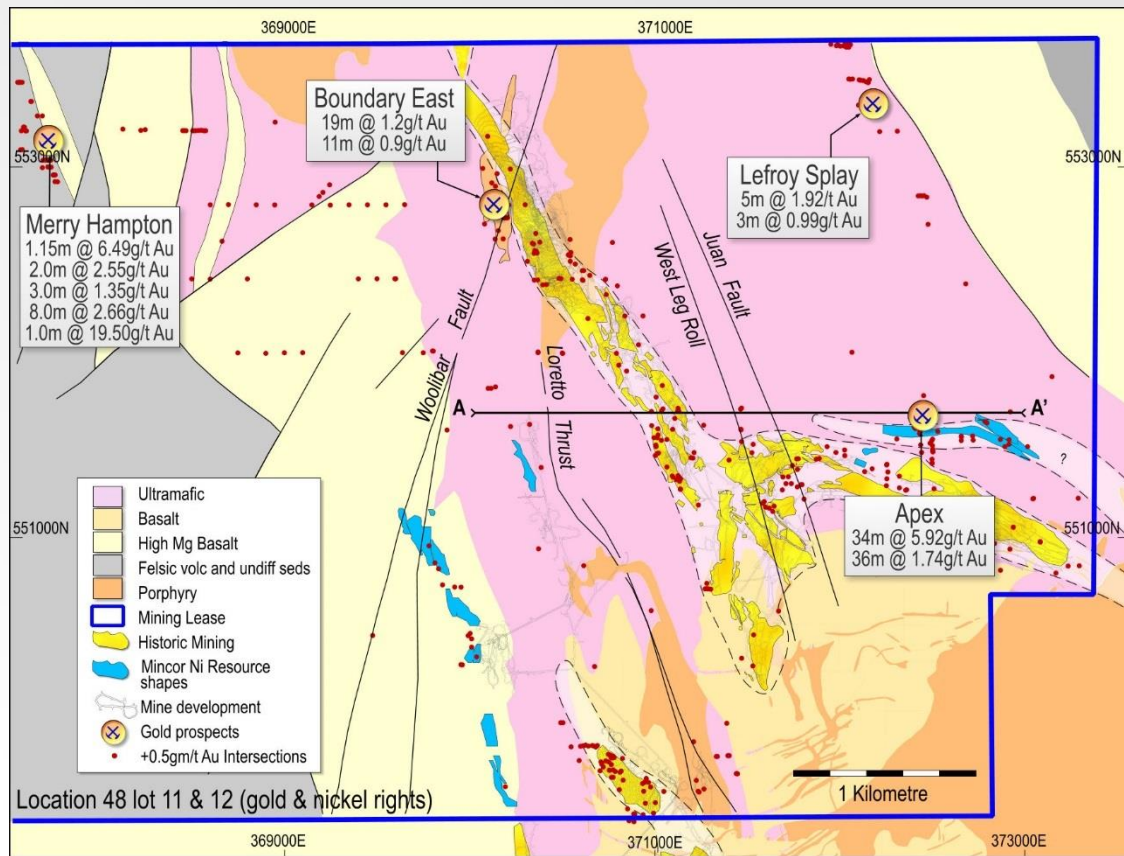 369000E
371000E
Boundary East
19m @ 1.2g/t Au
11m @ 0.9g/t Au
553000N
553000N
Lefroy Splay
5m @ 1.92/t Au
3m @ 0.99g/t Au
Merry Hampton
1.15m @ 6.49g/t Au
2.0m @ 2.55g/t Au
3.0m @ 1.35g/t Au
8.0m @ 2.66g/t Au
1.0m @ 19.50g/t Au
Juan Fault
West Leg Roll
Woolibar Fault
Loretto Thrust
A
A'
?
Apex
34m @ 5.92g/t Au
36m @ 1.74g/t Au
551000N
551000N
Ultramafic
Basalt
High Mg Basalt
Felsic volc and undiff seds
Porphyry
Mining Lease
Historic Mining
Mincor Ni Resource
shapes
Mine development
Gold prospects
+0.5gm/t Au Intersections
1 Kilometre
Location 48 lot 11 & 12 (gold & nickel rights)
369000E
371000E
373000E